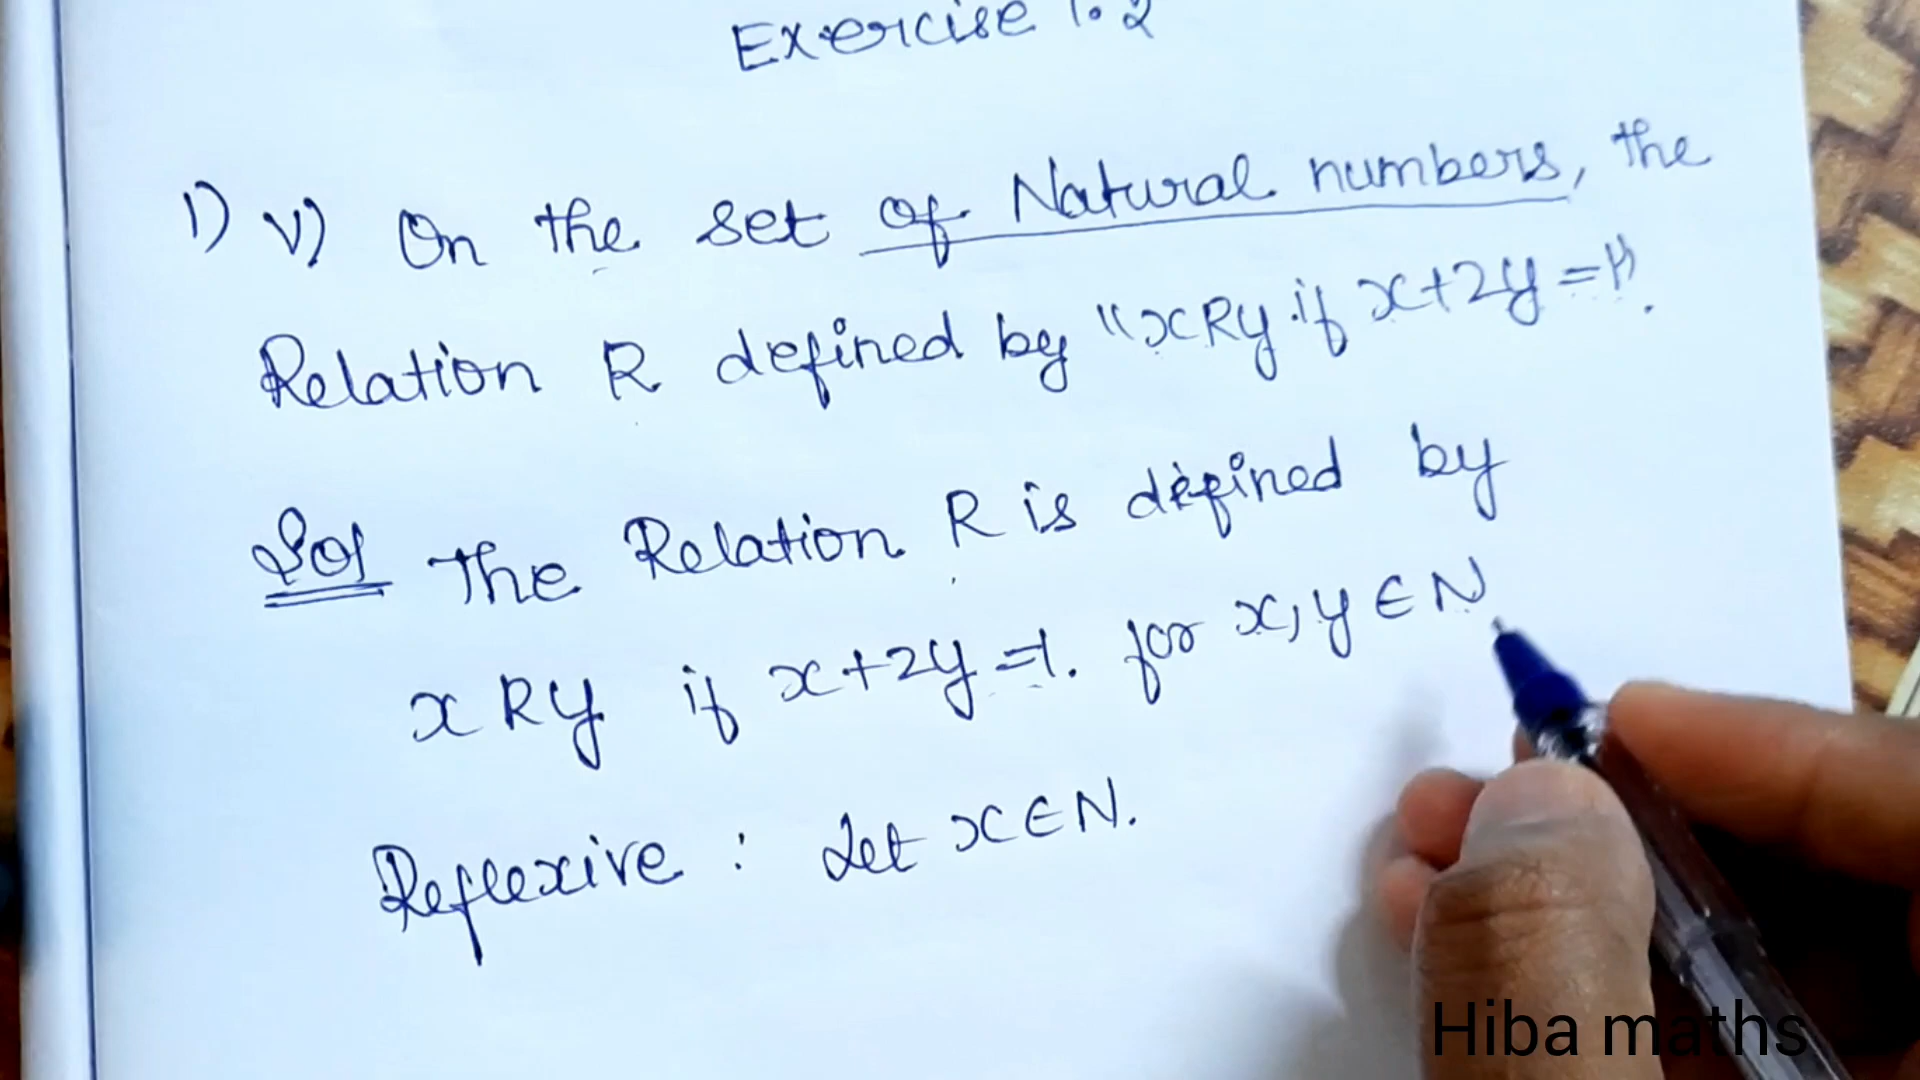 Exercise 1.2
1) v) On the set of Natural numbers, the
Relation R defined by "xRy if x+2y=1".
Sol The Relation R is defined by
x R y if x+2y=1. for x,y ∈ N
Reflexive : Let x ∈ N.
Hiba maths